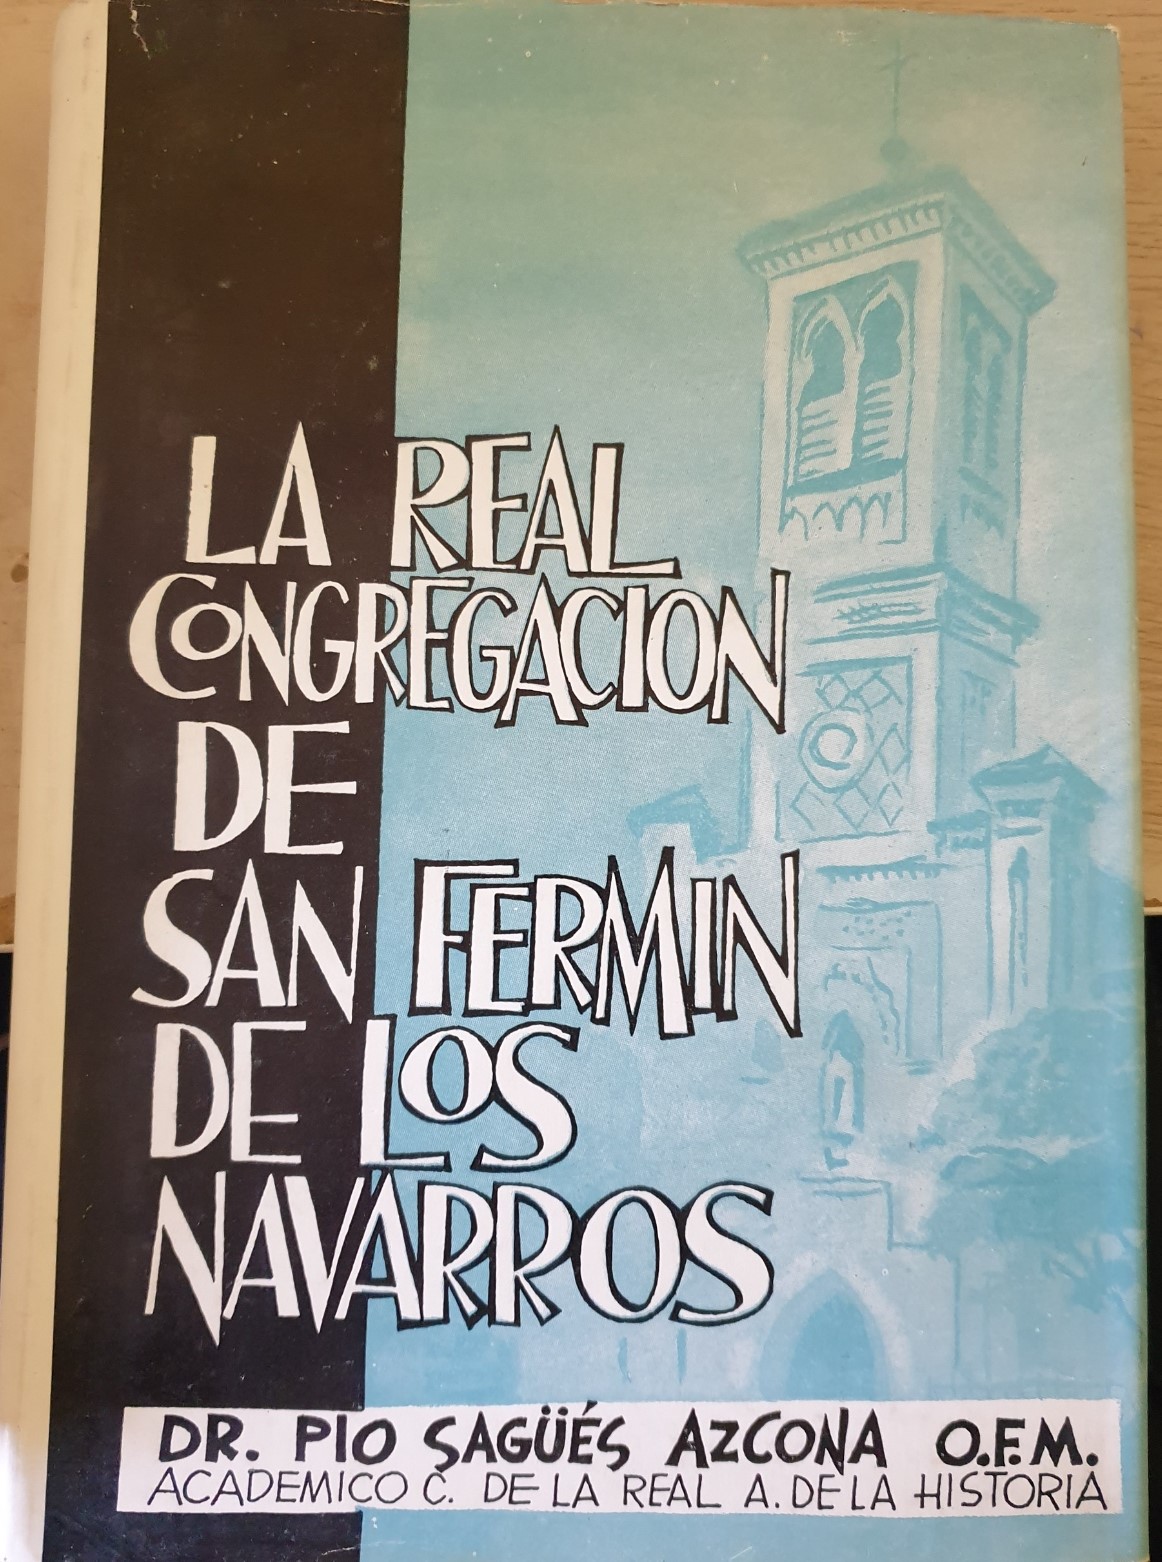 LA REAL
CONGREGACION
DE
SAN FERMIN
DE LOS
NAVARROS
DR. PIO SAGÜÉS AZCONA O.F.M.
ACADEMICO C. DE LA REAL A. DE LA HISTORIA